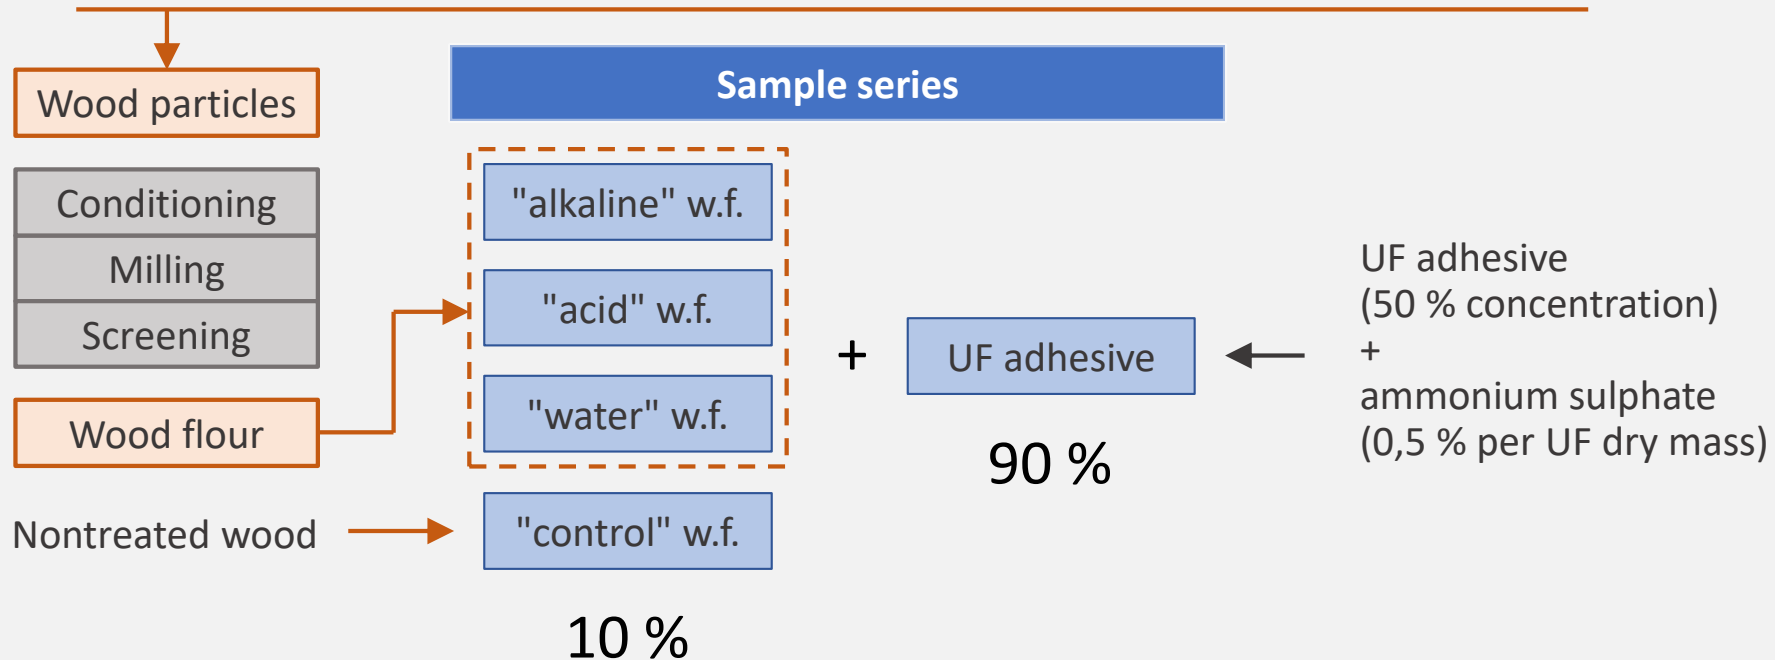 Wood particles
Conditioning
Milling
Screening
Wood flour
Nontreated wood
Sample series
"alkaline" w.f.
"acid" w.f.
"water" w.f.
"control" w.f.
10 %
+
UF adhesive
90 %
UF adhesive
(50 % concentration)
+
ammonium sulphate
(0,5 % per UF dry mass)